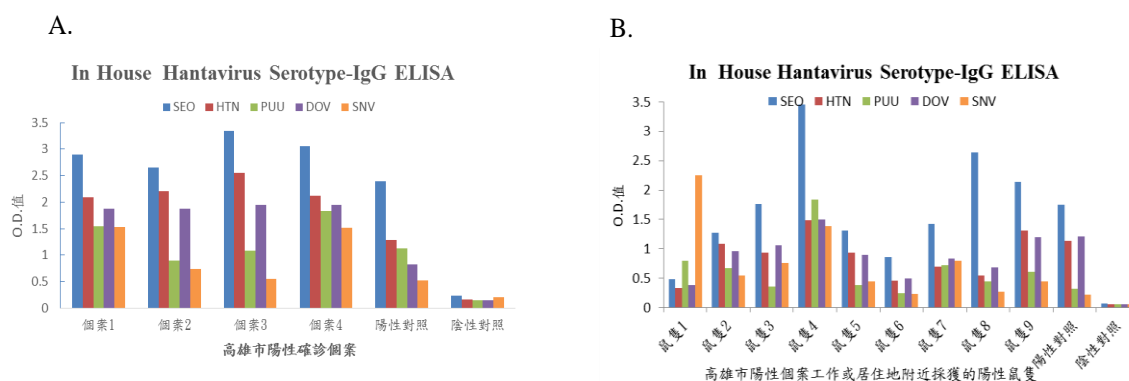 A.
In House Hantavirus Serotype-IgG ELISA
SEO HTN PUU DOV SNV
3.5
3
2.5
2
1.5
1
0.5
0
O.D.值
個案1 個案2 個案3 個案4 陽性對照 陰性對照
高雄市陽性確診個案
B.
In House Hantavirus Serotype-IgG ELISA
SEO HTN PUU DOV SNV
3.5
3
2.5
2
1.5
1
0.5
0
O.D.值
鼠隻1 鼠隻2 鼠隻3 鼠隻4 鼠隻5 鼠隻6 鼠隻7 鼠隻8 鼠隻9 陽性對照 陰性對照
高雄市陽性個案工作或居住地附近採獲的陽性鼠隻